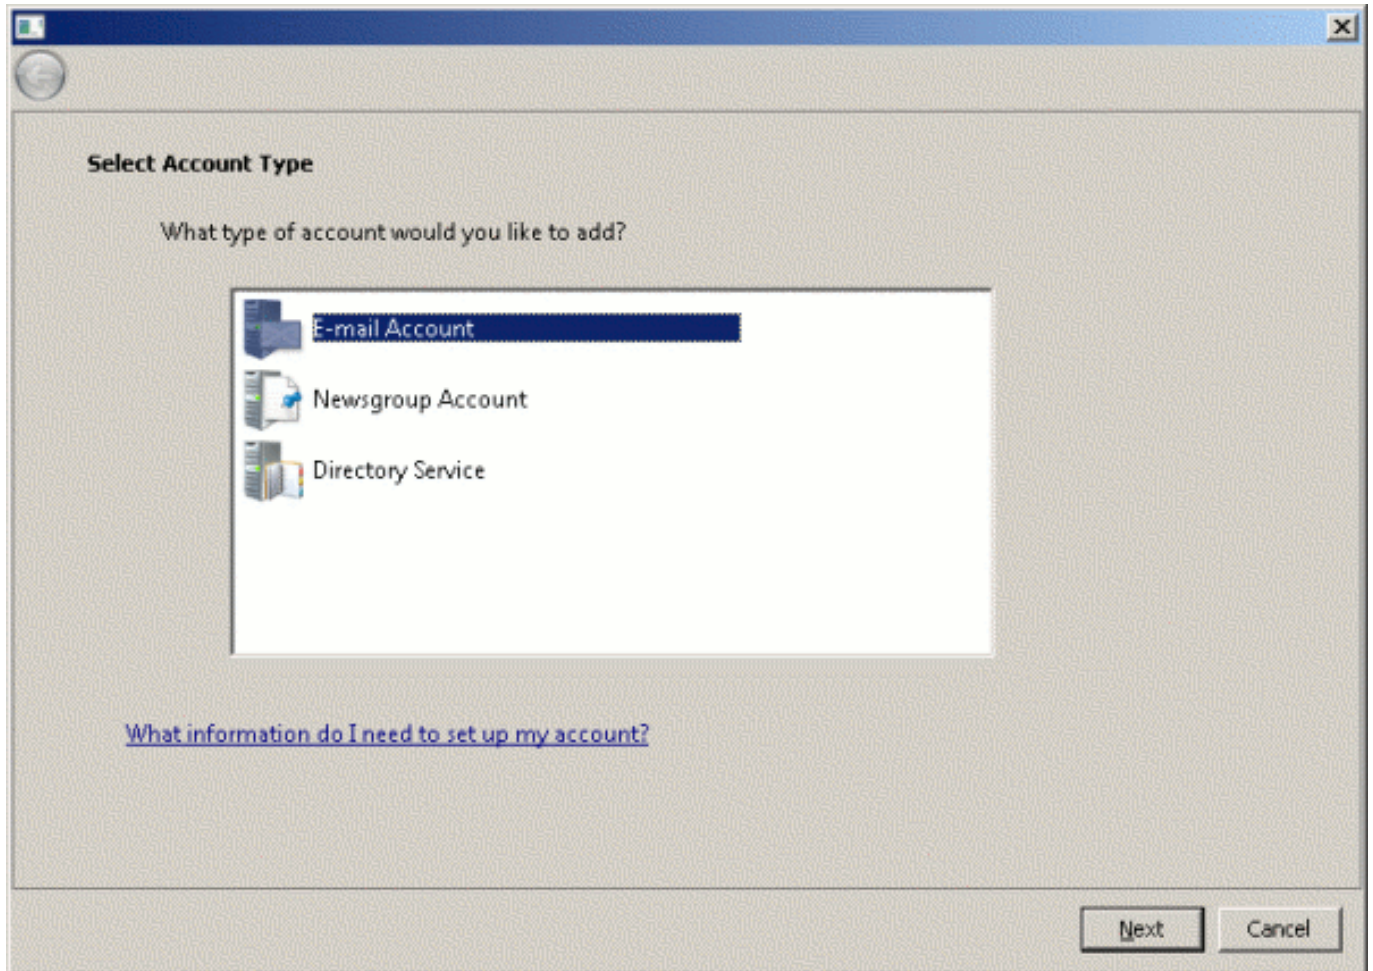 Select Account Type
What type of account would you like to add?
E-mail Account
Newsgroup Account
Directory Service
What information do I need to set up my account?
Next
Cancel